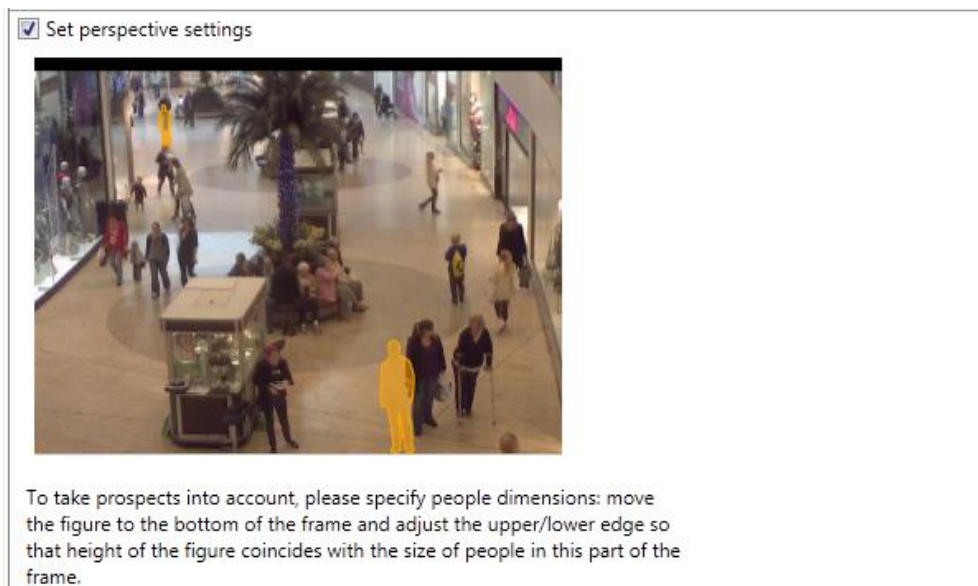 Set perspective settings
To take prospects into account, please specify people dimensions: move
the figure to the bottom of the frame and adjust the upper/lower edge so
that height of the figure coincides with the size of people in this part of the
frame.